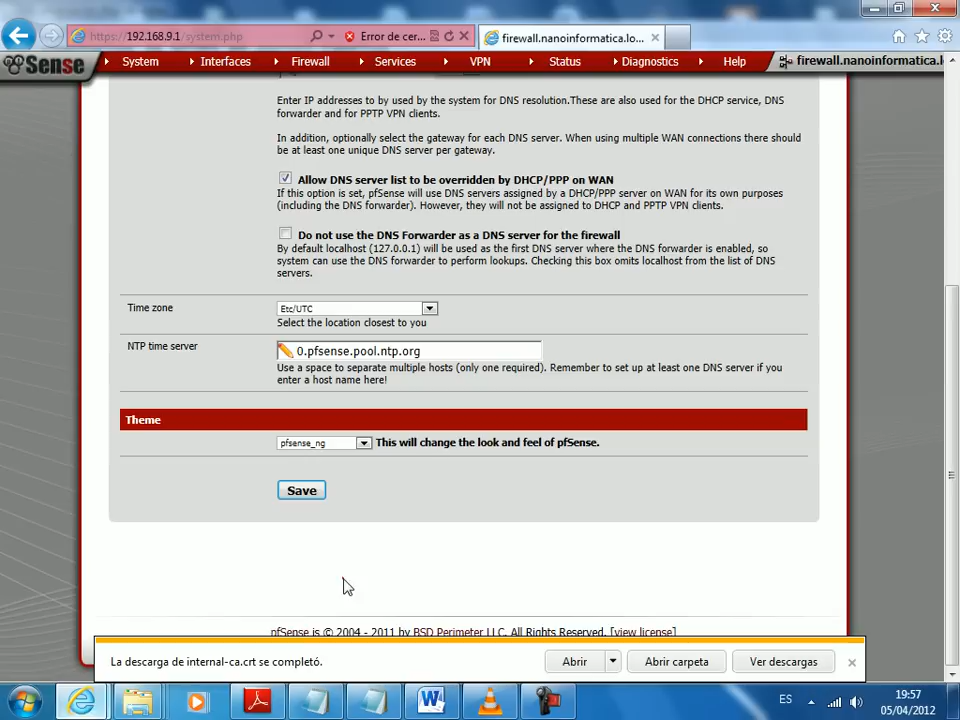 https://192.168.9.1/system.php
Error de cer...
firewall.nanoinformatica.lo...
Sense
System
Interfaces
Firewall
Services
VPN
Status
Diagnostics
Help
firewall.nanoinformatica.l
Enter IP addresses to by used by the system for DNS resolution.These are also used for the DHCP service, DNS
forwarder and for PPTP VPN clients.
In addition, optionally select the gateway for each DNS server. When using multiple WAN connections there should
be at least one unique DNS server per gateway.
Allow DNS server list to be overridden by DHCP/PPP on WAN
If this option is set, pfSense will use DNS servers assigned by a DHCP/PPP server on WAN for its own purposes
(including the DNS forwarder). However, they will not be assigned to DHCP and PPTP VPN clients.
Do not use the DNS Forwarder as a DNS server for the firewall
By default localhost (127.0.0.1) will be used as the first DNS server where the DNS forwarder is enabled, so
system can use the DNS forwarder to perform lookups. Checking this box omits localhost from the list of DNS
servers.
Time zone
Etc/UTC
Select the location closest to you
NTP time server
0.pfsense.pool.ntp.org
Use a space to separate multiple hosts (only one required). Remember to set up at least one DNS server if you
enter a host name here!
Theme
pfsense_ng
This will change the look and feel of pfSense.
Save
pfSense is © 2004 - 2011 by BSD Perimeter LLC. All Rights Reserved. [view license]
La descarga de internal-ca.crt se completó.
Abrir
Abrir carpeta
Ver descargas
ES
19:57
05/04/2012